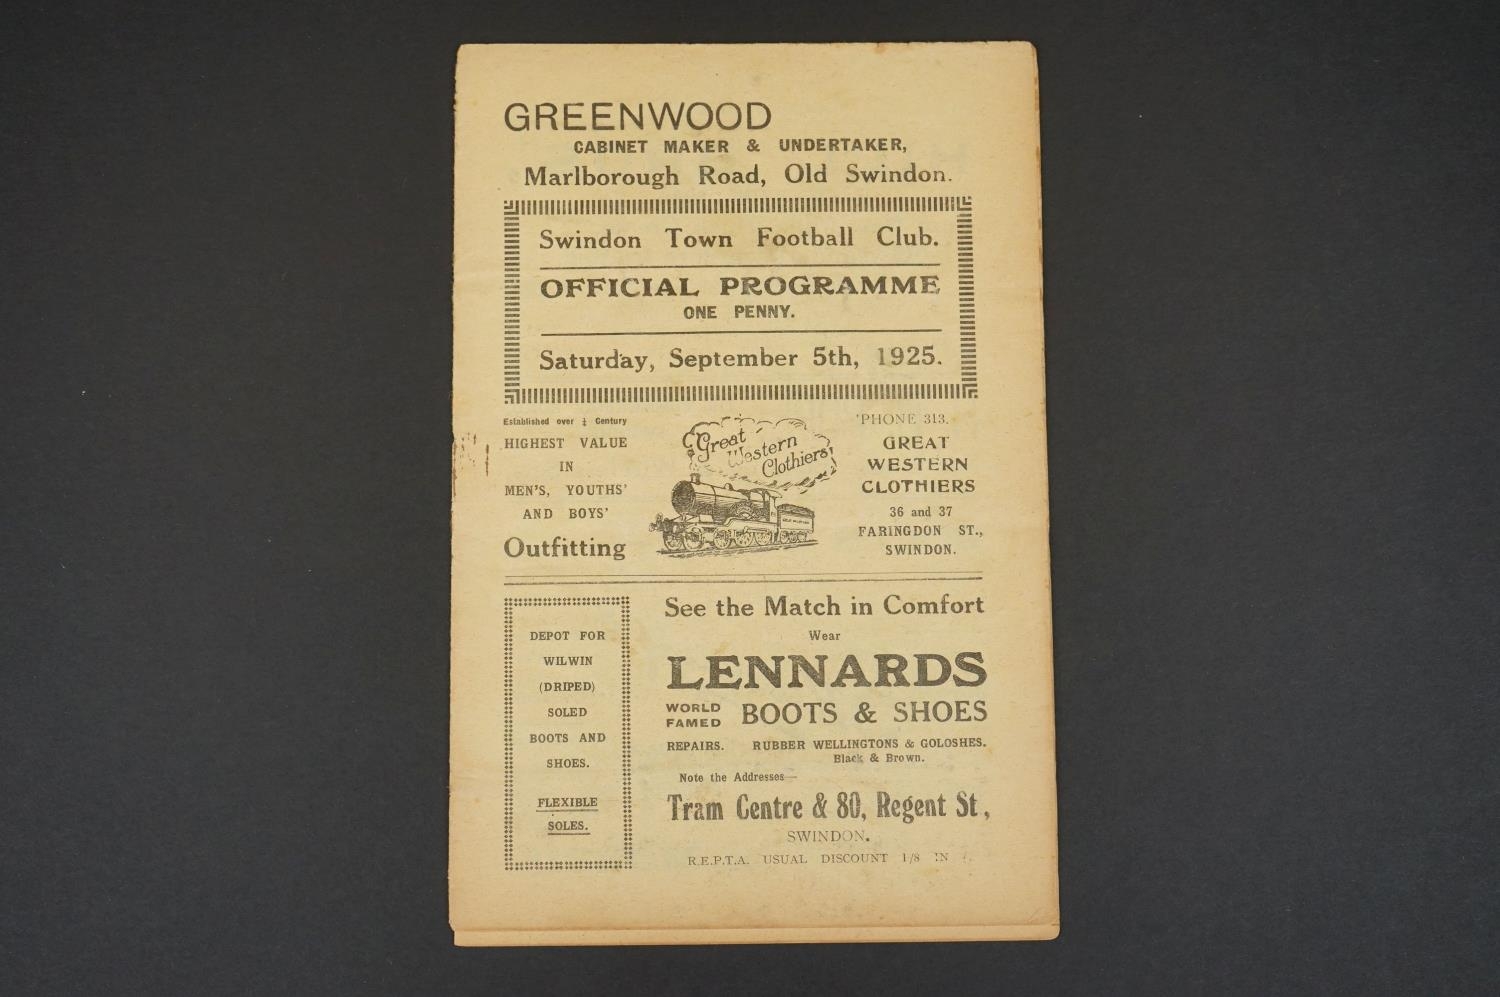 GREENWOOD
CABINET MAKER & UNDERTAKER,
Marlborough Road, Old Swindon.
Swindon Town Football Club.
OFFICIAL PROGRAMME
ONE PENNY.
Saturday, September 5th, 1925.
Established over ¼ Century
HIGHEST VALUE
IN
MEN'S, YOUTHS'
AND BOYS'
Outfitting
Great
Western
Clothiers
'PHONE 313.
GREAT
WESTERN
CLOTHIERS
36 and 37
FARINGDON ST.,
SWINDON.
DEPOT FOR
WILWIN
(DRIPED)
SOLED
BOOTS AND
SHOES.
FLEXIBLE
SOLES.
See the Match in Comfort
Wear
LENNARDS
WORLD
FAMED
BOOTS & SHOES
REPAIRS. RUBBER WELLINGTONS & GOLOSHES.
Black & Brown.
Note the Addresses—
Tram Centre & 80, Regent St,
SWINDON.
R.E.P.T.A. USUAL DISCOUNT 1/8 IN